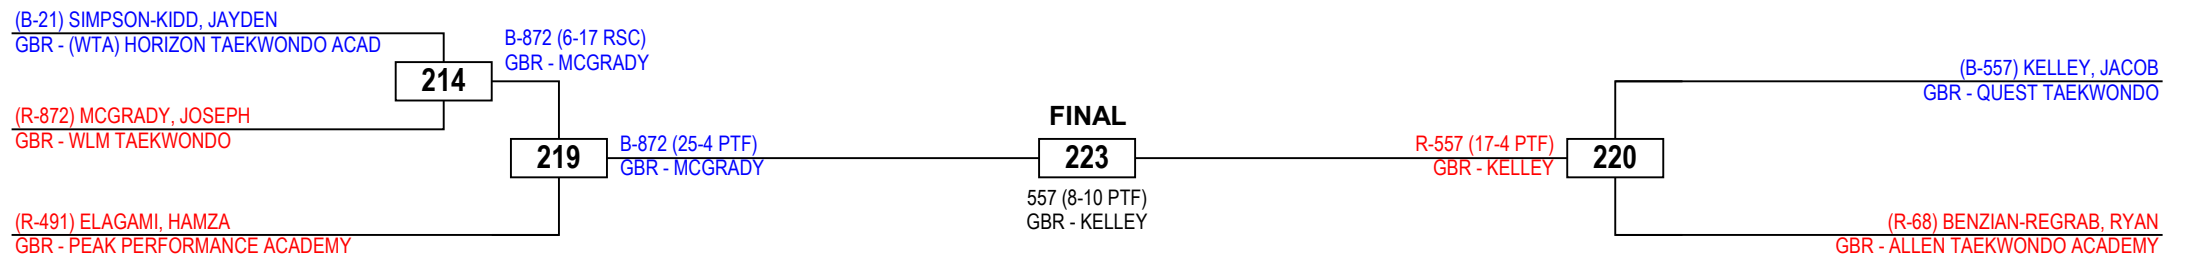 (B-21) SIMPSON-KIDD, JAYDEN
GBR - (WTA) HORIZON TAEKWONDO ACAD
214
(R-872) MCGRADY, JOSEPH
GBR - WLM TAEKWONDO
B-872 (6-17 RSC)
GBR - MCGRADY
219
(R-491) ELAGAMI, HAMZA
GBR - PEAK PERFORMANCE ACADEMY
B-872 (25-4 PTF)
GBR - MCGRADY
FINAL
223
557 (8-10 PTF)
GBR - KELLEY
R-557 (17-4 PTF)
GBR - KELLEY
220
(B-557) KELLEY, JACOB
GBR - QUEST TAEKWONDO
(R-68) BENZIAN-REGRAB, RYAN
GBR - ALLEN TAEKWONDO ACADEMY